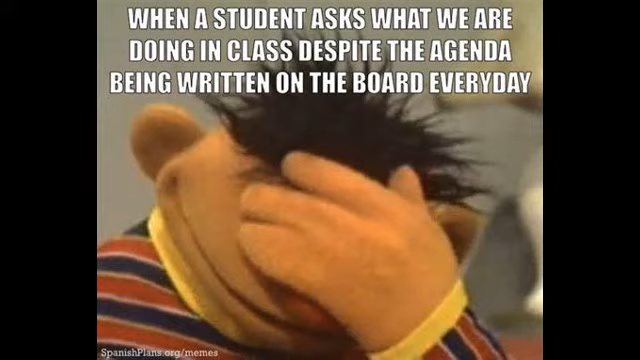 WHEN A STUDENT ASKS WHAT WE ARE
DOING IN CLASS DESPITE THE AGENDA
BEING WRITTEN ON THE BOARD EVERYDAY
SpanishPlans.org/memes